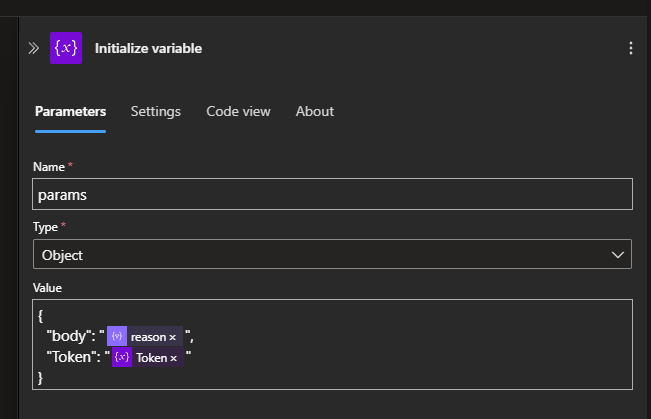 {x} Initialize variable
Parameters Settings Code view About
Name *
params
Type *
Object
Value
{
"body": " {v} reason × ",
"Token": " {x} Token × "
}